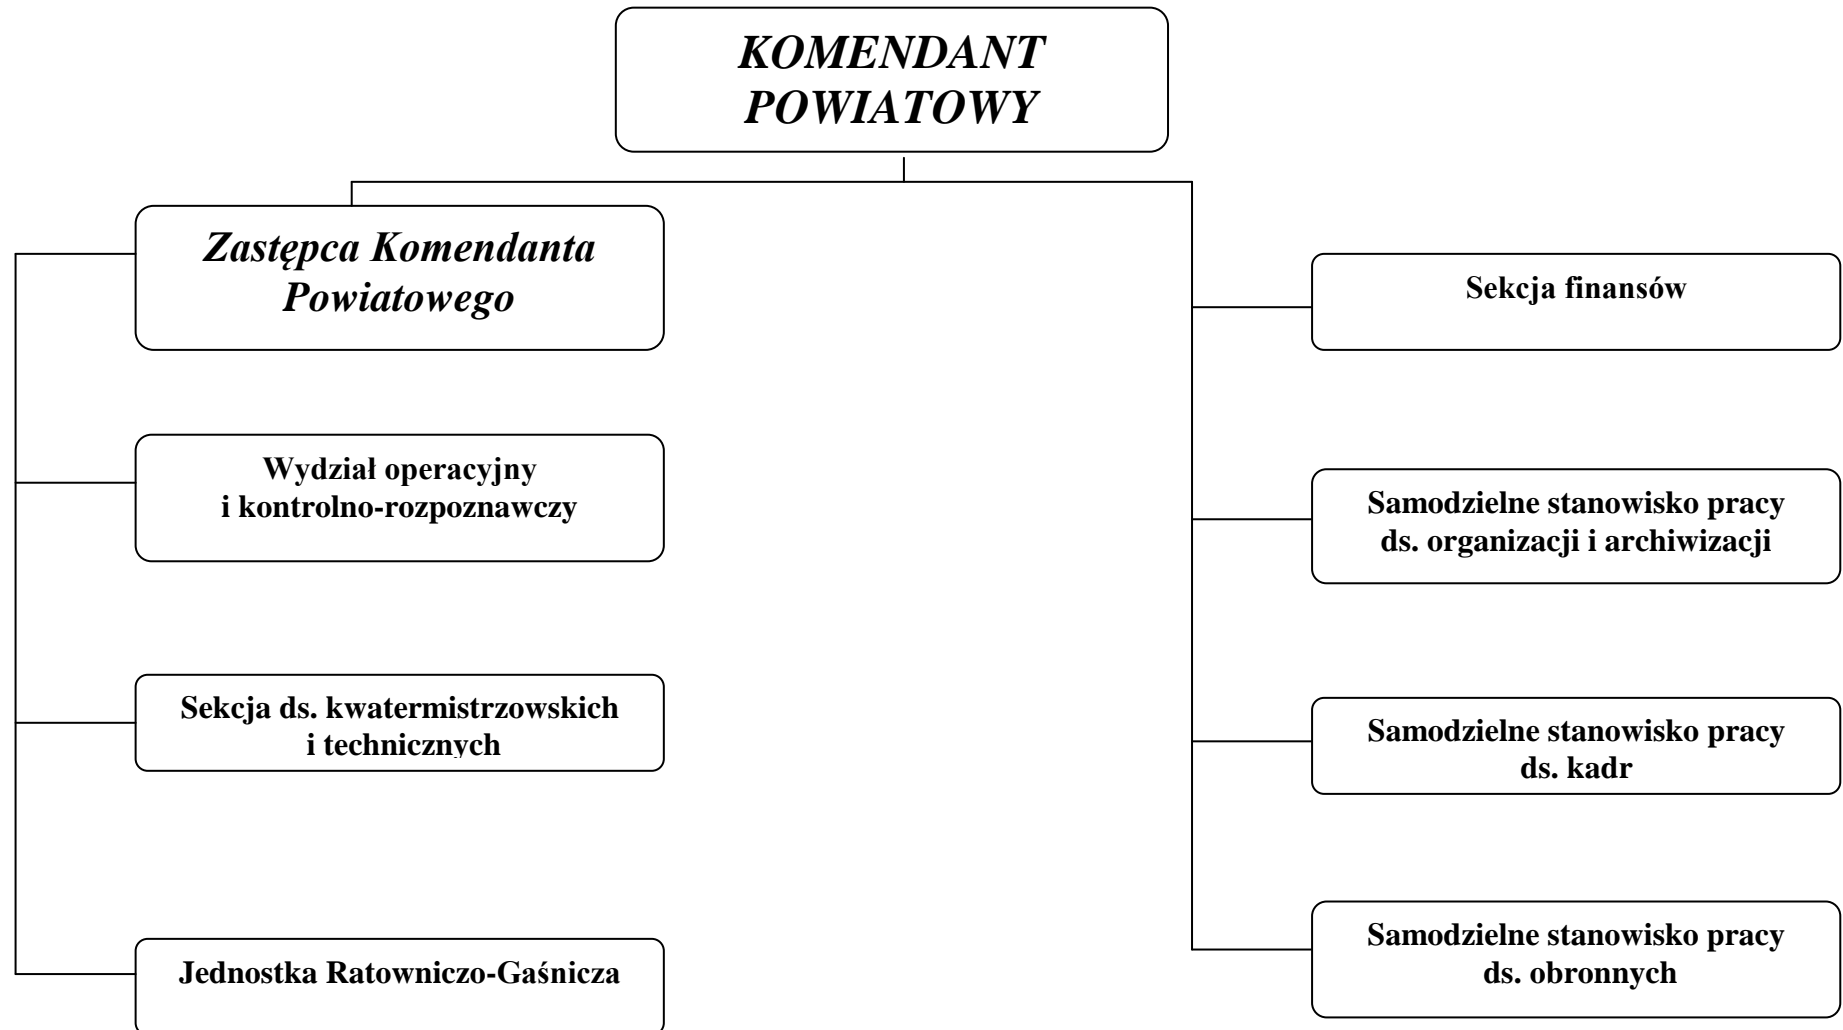 KOMENDANT
POWIATOWY
Zastępca Komendanta
Powiatowego
Wydział operacyjny
i kontrolno-rozpoznawczy
Sekcja ds. kwatermistrzowskich
i technicznych
Jednostka Ratowniczo-Gaśnicza
Sekcja finansów
Samodzielne stanowisko pracy
ds. organizacji i archiwizacji
Samodzielne stanowisko pracy
ds. kadr
Samodzielne stanowisko pracy
ds. obronnych